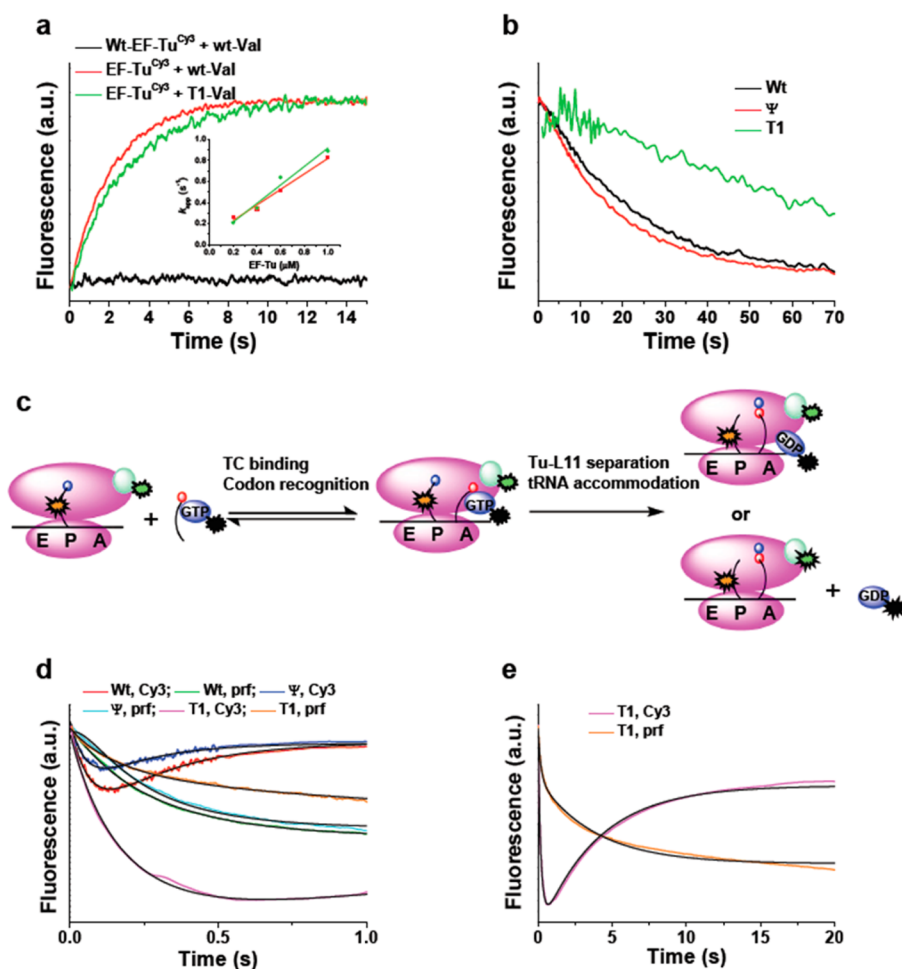 a
Wt-EF-Tu^Cy3 + wt-Val
EF-Tu^Cy3 + wt-Val
EF-Tu^Cy3 + T1-Val
Fluorescence (a.u.)
1.0
0.8
0.6
0.4
0.2
0.0
k_app (s⁻¹)
0.0 0.2 0.4 0.6 0.8 1.0
EF-Tu (μM)
0 2 4 6 8 10 12 14
Time (s)
b
Wt
Ψ
T1
Fluorescence (a.u.)
0 10 20 30 40 50 60 70
Time (s)
c
E P A
+
GTP
TC binding
Codon recognition
E P A
GTP
Tu-L11 separation
tRNA accommodation
E P A
GDP
or
E P A
+
GDP
d
Wt, Cy3; Wt, prf; Ψ, Cy3
Ψ, prf; T1, Cy3; T1, prf
Fluorescence (a.u.)
0.0 0.5 1.0
Time (s)
e
T1, Cy3
T1, prf
Fluorescence (a.u.)
0 5 10 15 20
Time (s)